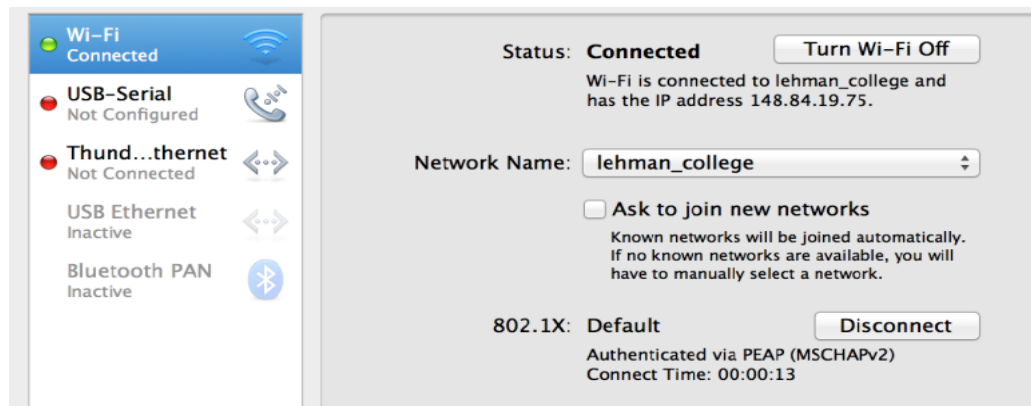 Wi-Fi
Connected
USB-Serial
Not Configured
Thund...thernet
Not Connected
USB Ethernet
Inactive
Bluetooth PAN
Inactive
Status: Connected
Turn Wi-Fi Off
Wi-Fi is connected to lehman_college and
has the IP address 148.84.19.75.
Network Name: lehman_college
Ask to join new networks
Known networks will be joined automatically.
If no known networks are available, you will
have to manually select a network.
802.1X: Default
Disconnect
Authenticated via PEAP (MSCHAPv2)
Connect Time: 00:00:13